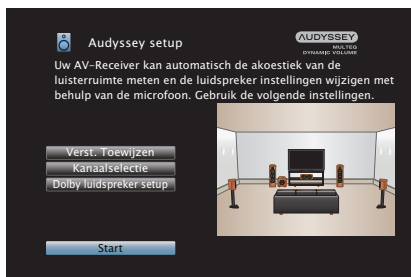 Audyssey setup
AUDYSSEY
MULTEQ
DYNAMIC VOLUME
Uw AV-Receiver kan automatisch de akoestiek van de
luisterruimte meten en de luidspreker instellingen wijzigen met
behulp van de microfoon. Gebruik de volgende instellingen.
Verst. Toewijzen
Kanaalselectie
Dolby luidspreker setup
Start